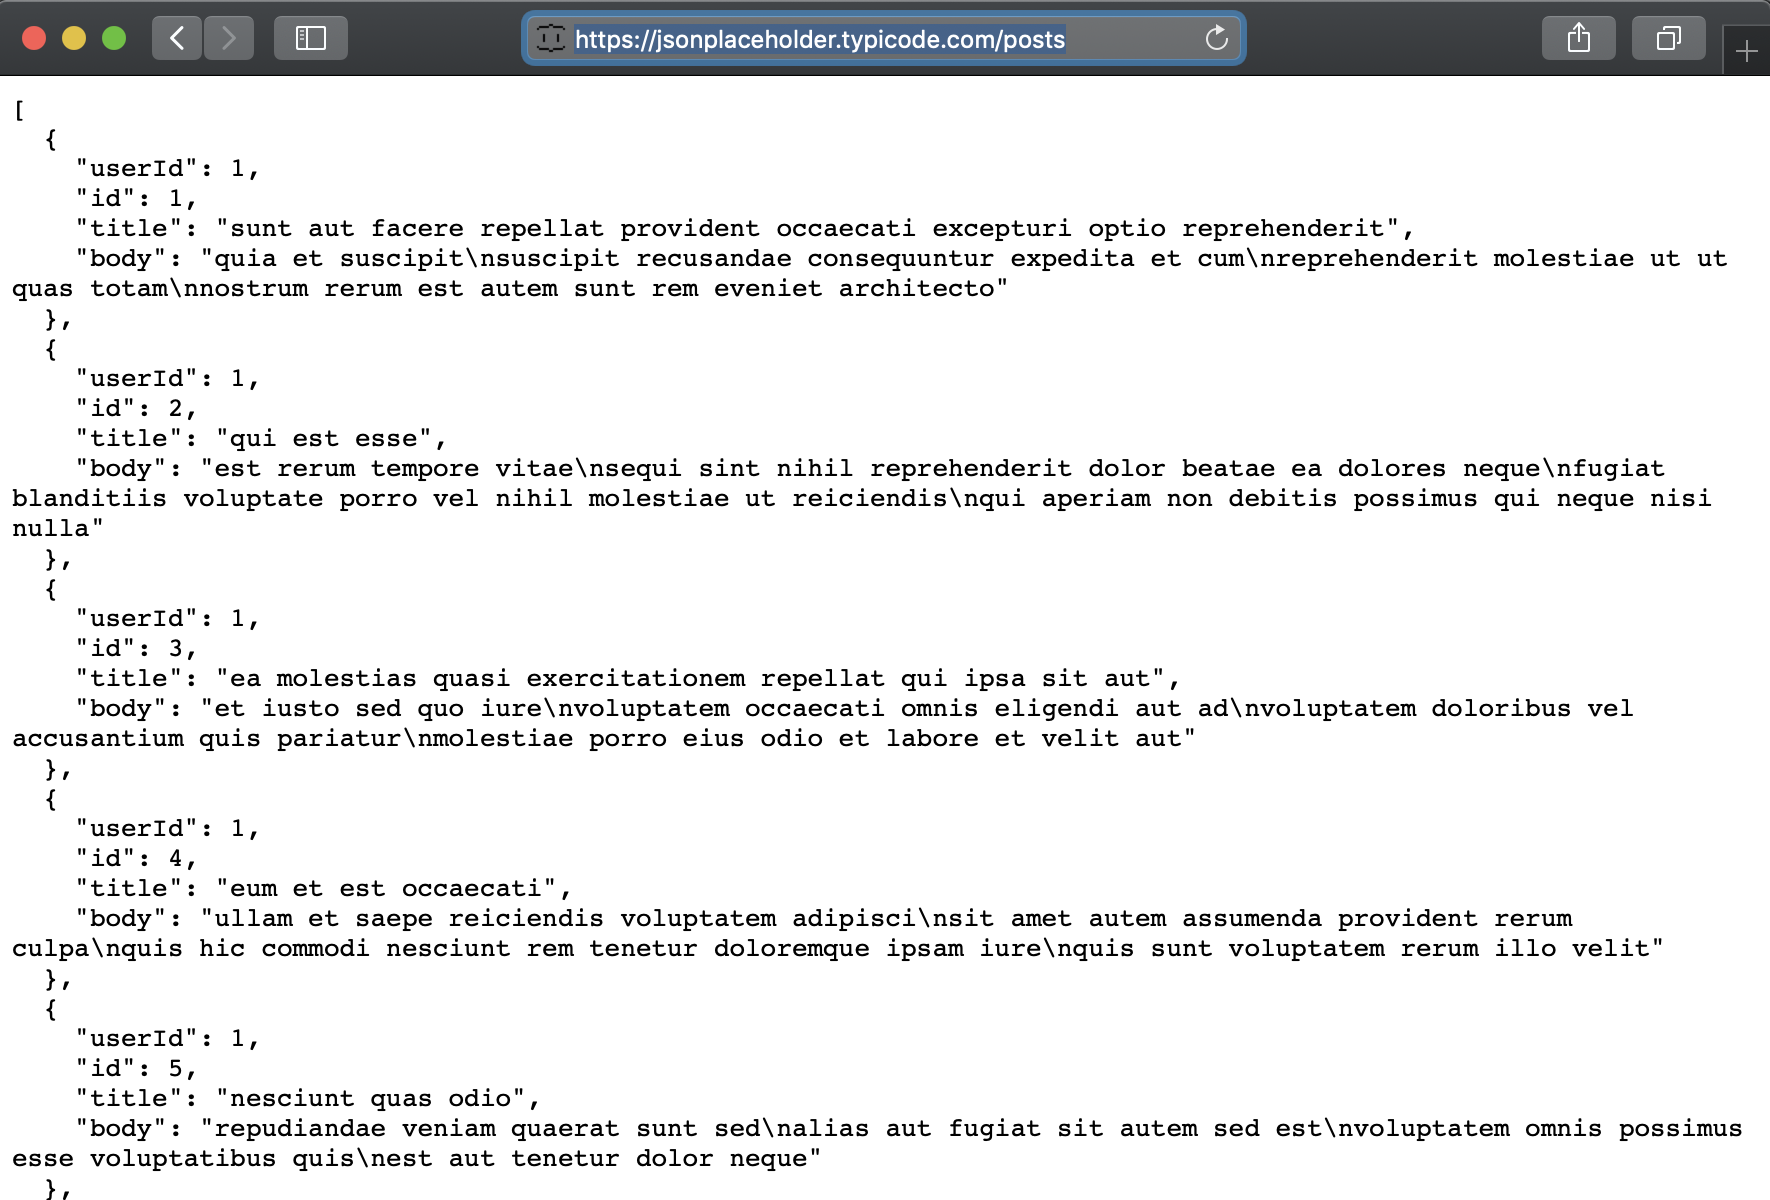 https://jsonplaceholder.typicode.com/posts
[
  {
    "userId": 1,
    "id": 1,
    "title": "sunt aut facere repellat provident occaecati excepturi optio reprehenderit",
    "body": "quia et suscipit\nsuscipit recusandae consequuntur expedita et cum\nreprehenderit molestiae ut ut
quas totam\nnostrum rerum est autem sunt rem eveniet architecto"
  },
  {
    "userId": 1,
    "id": 2,
    "title": "qui est esse",
    "body": "est rerum tempore vitae\nsequi sint nihil reprehenderit dolor beatae ea dolores neque\nfugiat
blanditiis voluptate porro vel nihil molestiae ut reiciendis\nqui aperiam non debitis possimus qui neque nisi
nulla"
  },
  {
    "userId": 1,
    "id": 3,
    "title": "ea molestias quasi exercitationem repellat qui ipsa sit aut",
    "body": "et iusto sed quo iure\nvoluptatem occaecati omnis eligendi aut ad\nvoluptatem doloribus vel
accusantium quis pariatur\nmolestiae porro eius odio et labore et velit aut"
  },
  {
    "userId": 1,
    "id": 4,
    "title": "eum et est occaecati",
    "body": "ullam et saepe reiciendis voluptatem adipisci\nsit amet autem assumenda provident rerum
culpa\nquis hic commodi nesciunt rem tenetur doloremque ipsam iure\nquis sunt voluptatem rerum illo velit"
  },
  {
    "userId": 1,
    "id": 5,
    "title": "nesciunt quas odio",
    "body": "repudiandae veniam quaerat sunt sed\nalias aut fugiat sit autem sed est\nvoluptatem omnis possimus
esse voluptatibus quis\nest aut tenetur dolor neque"
  },